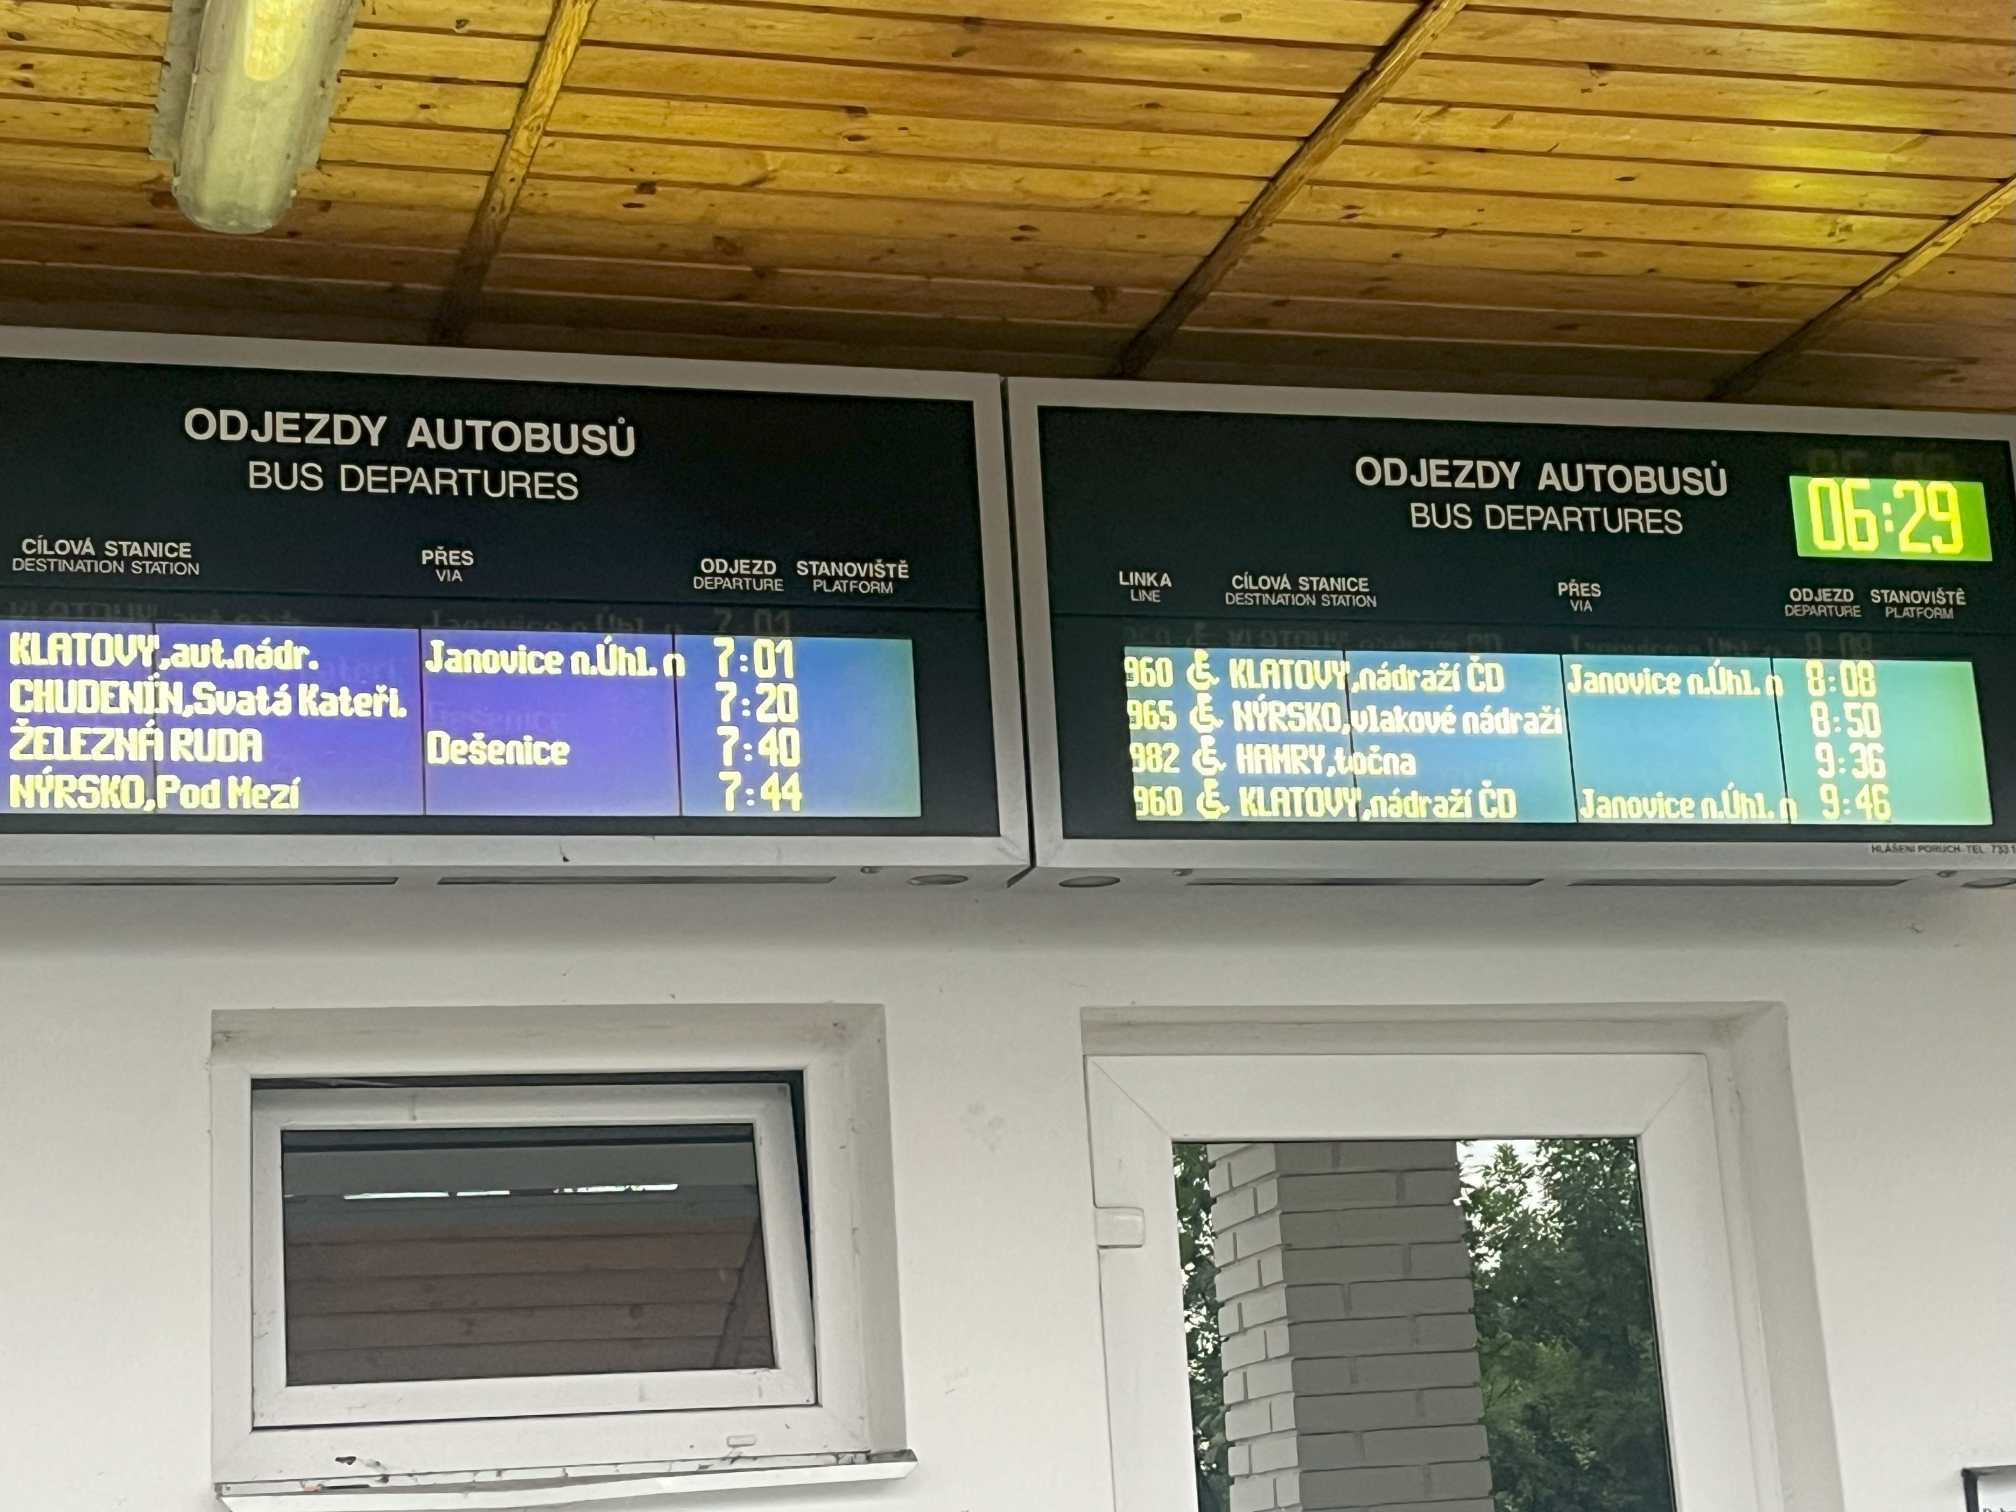 ODJEZDY AUTOBUSŮ
BUS DEPARTURES
CÍLOVÁ STANICE PŘES ODJEZD STANOVIŠTĚ
DESTINATION STATION VIA DEPARTURE PLATFORM
KLATOVY,aut.nádr. Janovice n.Úhl. n 7:01
CHUDENÍN,Svatá Kateři. 7:20
ŽELEZNÁ RUDA Dešenice 7:40
NÝRSKO,Pod Mezí 7:44
ODJEZDY AUTOBUSŮ
BUS DEPARTURES
06:29
LINKA CÍLOVÁ STANICE PŘES ODJEZD STANOVIŠTĚ
LINE DESTINATION STATION VIA DEPARTURE PLATFORM
960 KLATOVY,nádraží ČD Janovice n.Úhl. n 8:08
965 NÝRSKO,vlakové nádraží 8:50
982 HAMRY,točna 9:36
960 KLATOVY,nádraží ČD Janovice n.Úhl. n 9:46
HLÁŠENÍ PORUCH- TEL. 733